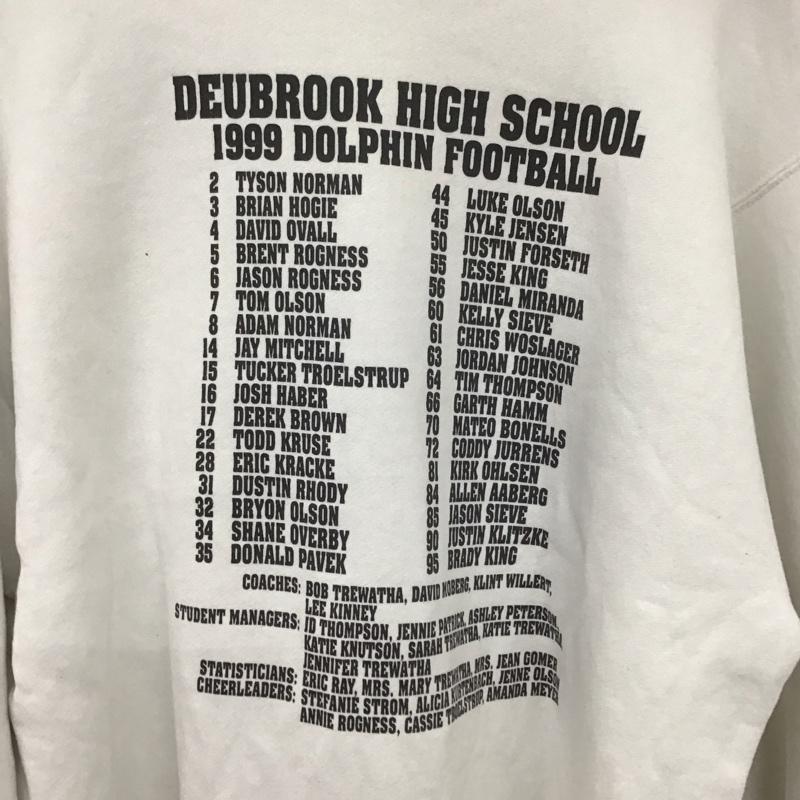 DEUBROOK HIGH SCHOOL
1999 DOLPHIN FOOTBALL
2 TYSON NORMAN
3 BRIAN HOGIE
4 DAVID OVALL
5 BRENT ROGNESS
6 JASON ROGNESS
7 TOM OLSON
8 ADAM NORMAN
14 JAY MITCHELL
15 TUCKER TROELSTRUP
16 JOSH HABER
17 DEREK BROWN
22 TODD KRUSE
28 ERIC KRACKE
31 DUSTIN RHODY
32 BRYON OLSON
34 SHANE OVERBY
35 DONALD PAVEK
44 LUKE OLSON
45 KYLE JENSEN
50 JUSTIN FORSETH
55 JESSE KING
56 DANIEL MIRANDA
60 KELLY SIEVE
61 CHRIS WOSLAGER
63 JORDAN JOHNSON
64 TIM THOMPSON
66 GARTH HAMM
70 MATEO BONELLS
72 CODDY JURRENS
81 KIRK OHLSEN
84 ALLEN AABERG
85 JASON SIEVE
90 JUSTIN KLITZKE
95 BRADY KING
COACHES: BOB TREWATHA, DAVID MOBERG, KLINT WILLERT,
LEE KINNEY
STUDENT MANAGERS: JD THOMPSON, JENNIE PATRICK, ASHLEY PETERSON,
KATIE KNUTSON, SARAH TREWATHA, KATIE TREWATHA
JENNIFER TREWATHA
STATISTICIANS: ERIC RAY, MRS. MARY TREWATHA, MRS. JEAN GOMER
CHEERLEADERS: STEFANIE STROM, ALICIA JENNE OLSON
ANNIE ROGNESS, CASSIE TROELSTRUP, AMANDA MEYER